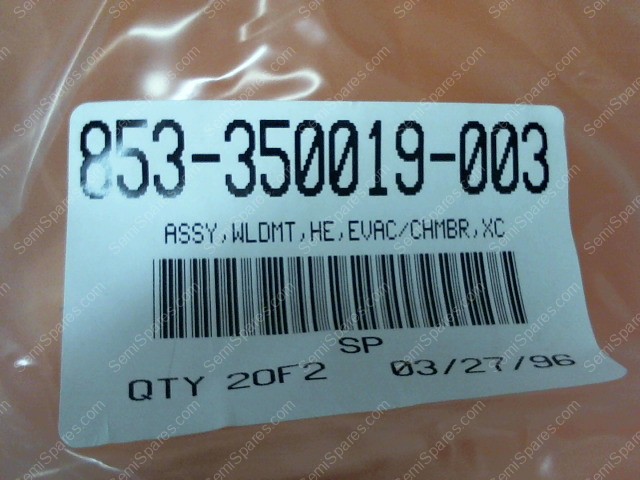 853-350019-003
ASSY,WLDMT,HE,EVAC/CHMBR,XC
SP
QTY 2OF2 03/27/96
SemiSpares.com